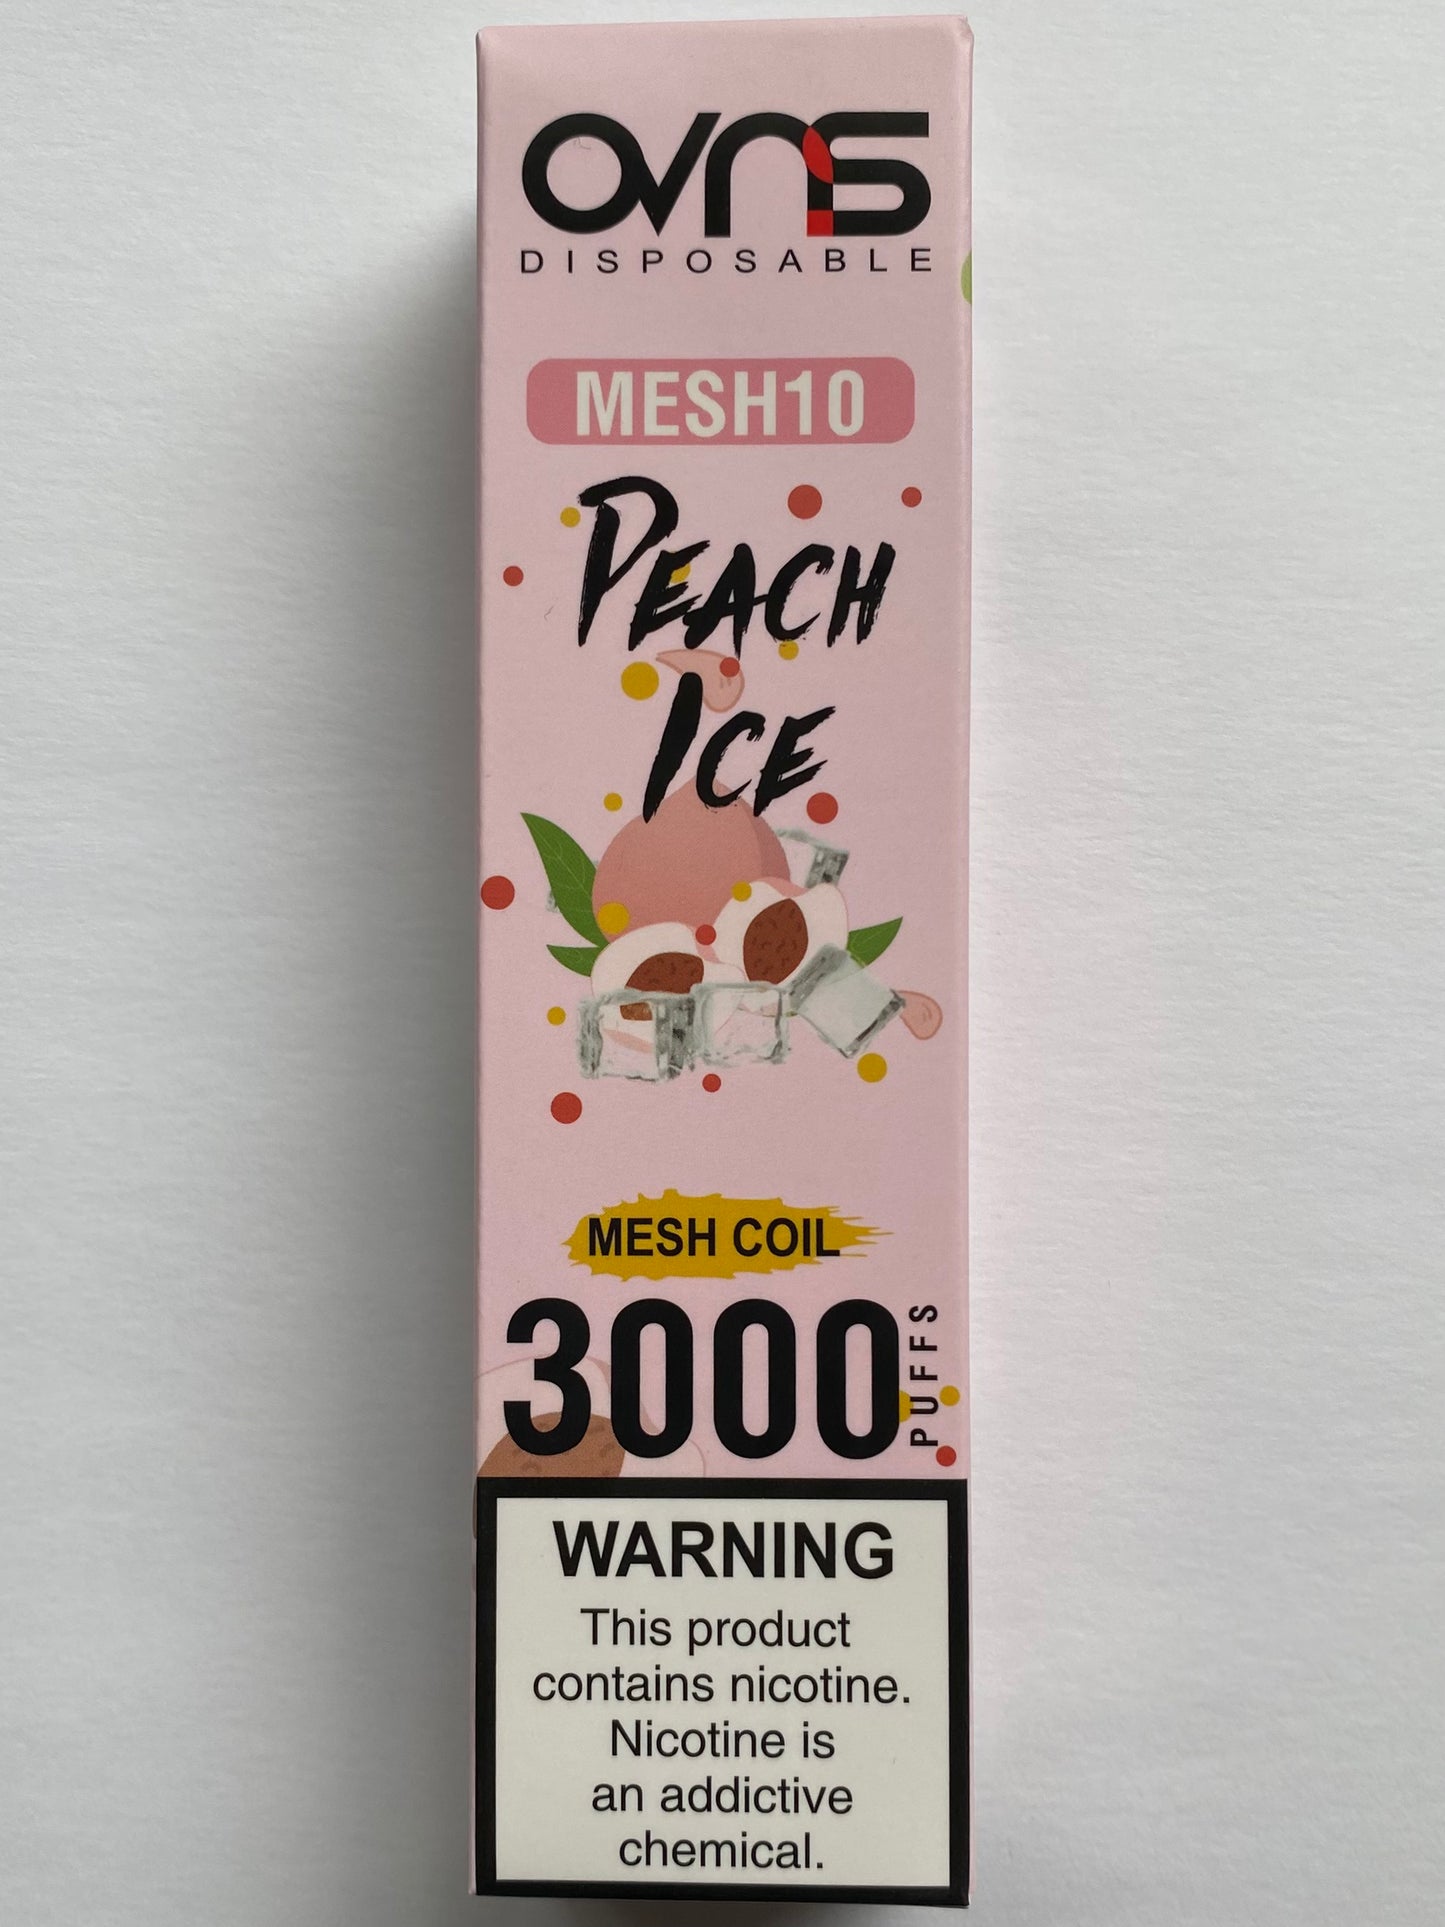 OVNS
DISPOSABLE
MESH10
PEACH
ICE
MESH COIL
3000
PUFFS
WARNING
This product
contains nicotine.
Nicotine is
an addictive
chemical.